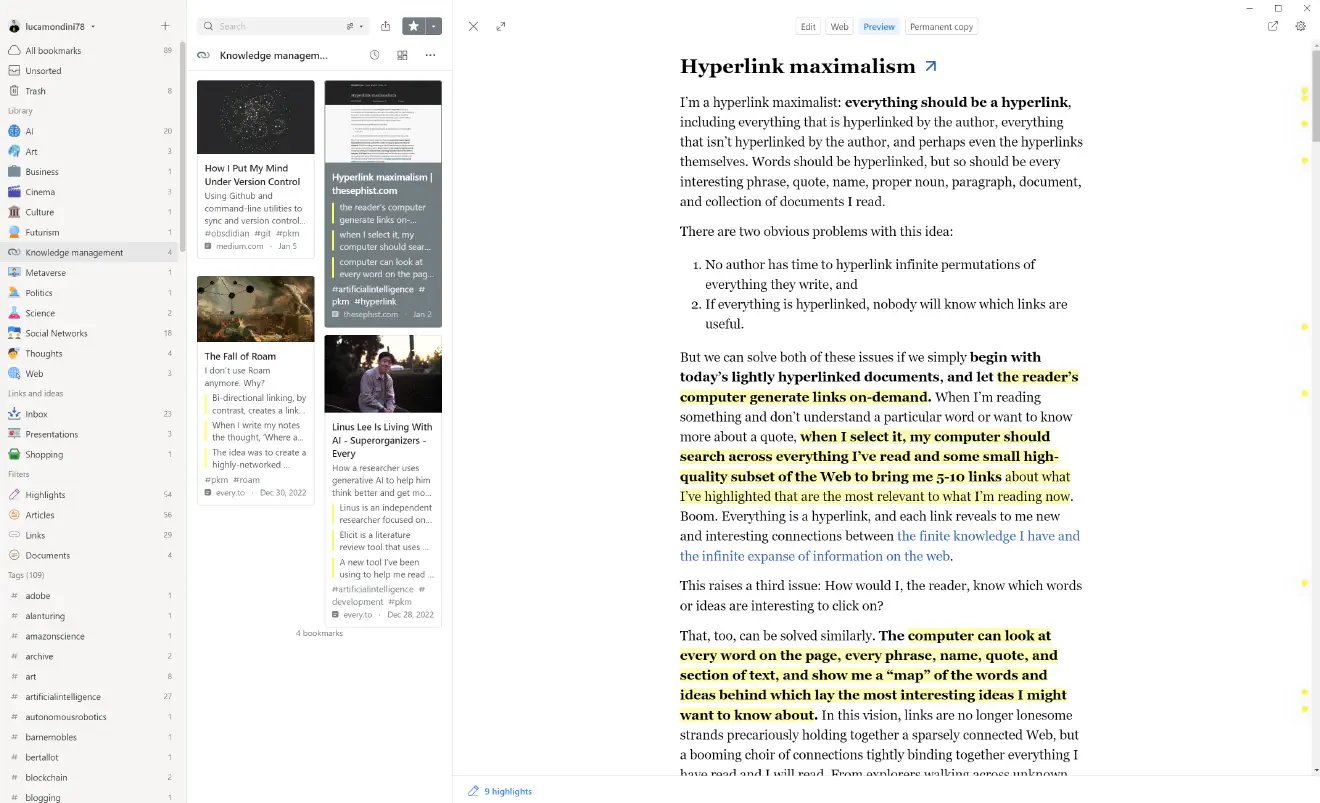 lucamondini78
All bookmarks 89
Unsorted
Trash 8
Library
AI 20
Art 3
Business 1
Cinema 3
Culture 1
Futurism 1
Knowledge management 4
Metaverse 1
Politics 1
Science 2
Social Networks 18
Thoughts 4
Web 3
Links and ideas
Inbox 23
Presentations 3
Shopping 1
Filters
Highlights 54
Articles 56
Links 29
Documents 4
Tags (109)
# adobe 1
# alanturing 1
# amazonscience 1
# archive 2
# art 8
# artificialintelligence 27
# autonomousrobotics 1
# barnernobles 1
# bertallot 1
# blockchain 2
# blogging 1
Search
Knowledge managem...
How I Put My Mind
Under Version Control
Using Github and
command-line utilities to
sync and version control...
#obsdidian #git #pkm
medium.com · Jan 5
The Fall of Roam
I don't use Roam
anymore. Why?
Bi-directional linking, by
contrast, creates a link...
When I write my notes
the thought, 'Where a...
The idea was to create a
highly-networked ...
#pkm #roam
every.to · Dec 30, 2022
Hyperlink maximalism |
thesephist.com
the reader's computer
generate links on-...
when I select it, my
computer should sear...
computer can look at
every word on the pag...
#artificialintelligence #
pkm #hyperlink
thesephist.com · Jan 2
Linus Lee Is Living With
AI - Superorganizers -
Every
How a researcher uses
generative AI to help him
think better and get mo...
Linus is an independent
researcher focused on...
Elicit is a literature
review tool that uses ...
A new tool I've been
using to help me read ...
#artificialintelligence #
development #pkm
every.to · Dec 28, 2022
4 bookmarks
Edit Web Preview Permanent copy
Hyperlink maximalism
I'm a hyperlink maximalist: everything should be a hyperlink,
including everything that is hyperlinked by the author, everything
that isn't hyperlinked by the author, and perhaps even the hyperlinks
themselves. Words should be hyperlinked, but so should be every
interesting phrase, quote, name, proper noun, paragraph, document,
and collection of documents I read.
There are two obvious problems with this idea:
1. No author has time to hyperlink infinite permutations of
everything they write, and
2. If everything is hyperlinked, nobody will know which links are
useful.
But we can solve both of these issues if we simply begin with
today's lightly hyperlinked documents, and let the reader's
computer generate links on-demand. When I'm reading
something and don't understand a particular word or want to know
more about a quote, when I select it, my computer should
search across everything I've read and some small high-
quality subset of the Web to bring me 5-10 links about what
I've highlighted that are the most relevant to what I'm reading now.
Boom. Everything is a hyperlink, and each link reveals to me new
and interesting connections between the finite knowledge I have and
the infinite expanse of information on the web.
This raises a third issue: How would I, the reader, know which words
or ideas are interesting to click on?
That, too, can be solved similarly. The computer can look at
every word on the page, every phrase, name, quote, and
section of text, and show me a “map” of the words and
ideas behind which lay the most interesting ideas I might
want to know about. In this vision, links are no longer lonesome
strands precariously holding together a sparsely connected Web, but
a booming choir of connections tightly binding together everything I
have read and I will read. From explorers walking across unknown
9 highlights